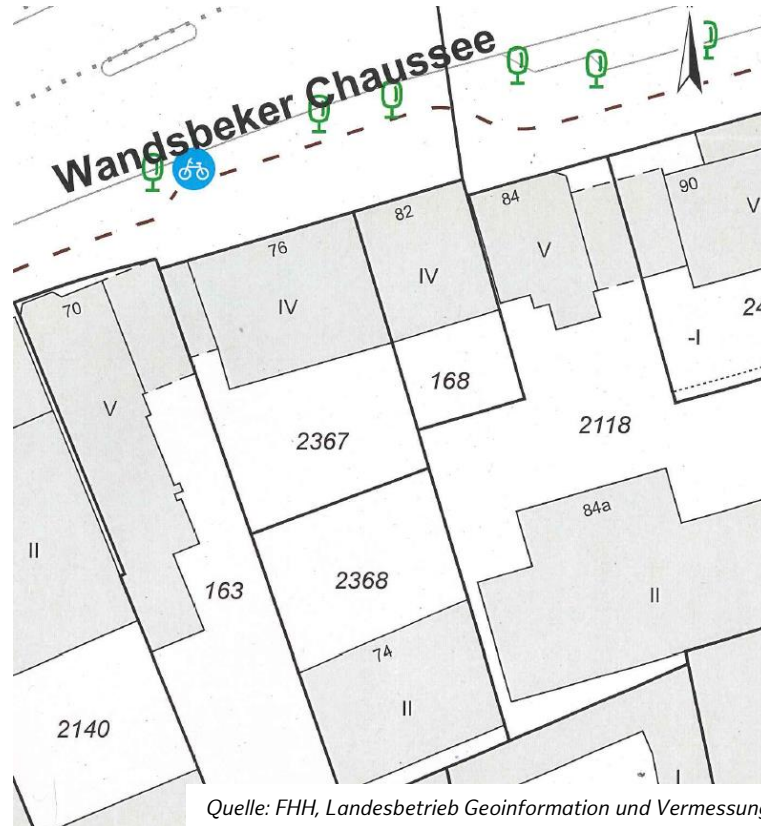 Wandsbeker Chaussee
90
V
84
V
82
IV
76
IV
70
V
24
-I
168
2118
2367
84a
II
II
2368
163
74
II
2140
I
Quelle: FHH, Landesbetrieb Geoinformation und Vermessung